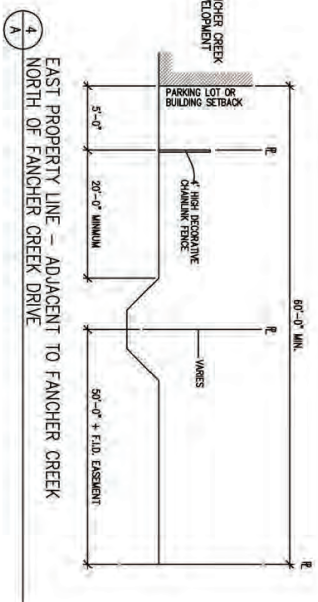 CHER CREEK
ELOPMENT
PARKING LOT OR
BUILDING SETBACK
60'-0" MIN.
PL
PL
PL
4' HIGH DECORATIVE
CHAINLINK FENCE
VARIES
5'-0"
20'-0" MINIMUM
50'-0" + F.I.D. EASEMENT
4
A
EAST PROPERTY LINE - ADJACENT TO FANCHER CREEK
NORTH OF FANCHER CREEK DRIVE